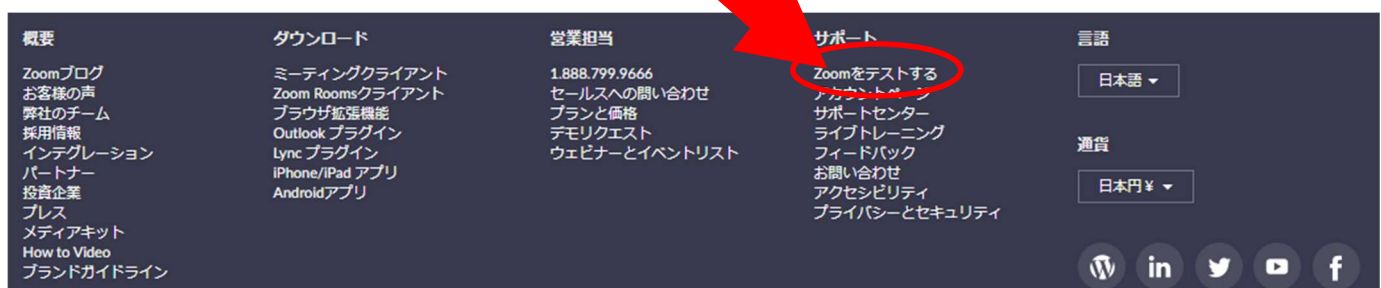 概要
Zoomブログ
お客様の声
弊社のチーム
採用情報
インテグレーション
パートナー
投資企業
プレス
メディアキット
How to Video
ブランドガイドライン
ダウンロード
ミーティングクライアント
Zoom Roomsクライアント
ブラウザ拡張機能
Outlook プラグイン
Lync プラグイン
iPhone/iPad アプリ
Androidアプリ
営業担当
1.888.799.9666
セールスへの問い合わせ
プランと価格
デモリクエスト
ウェビナーとイベントリスト
サポート
Zoomをテストする
アカウントページ
サポートセンター
ライブトレーニング
フィードバック
お問い合わせ
アクセシビリティ
プライバシーとセキュリティ
言語
日本語
通貨
日本円¥